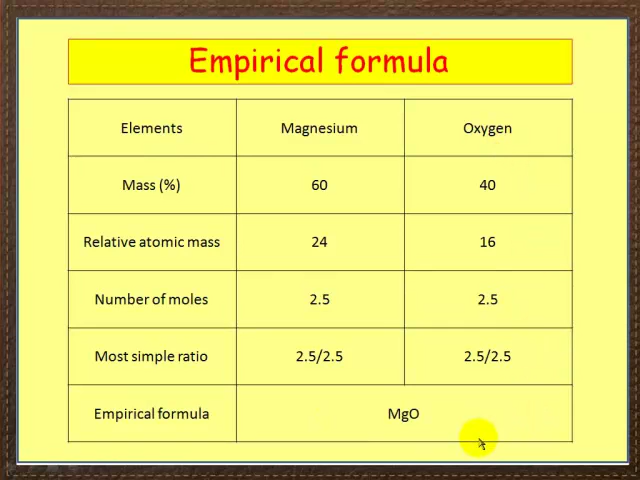 Empirical formula
Elements Magnesium Oxygen
Mass (%) 60 40
Relative atomic mass 24 16
Number of moles 2.5 2.5
Most simple ratio 2.5/2.5 2.5/2.5
Empirical formula MgO